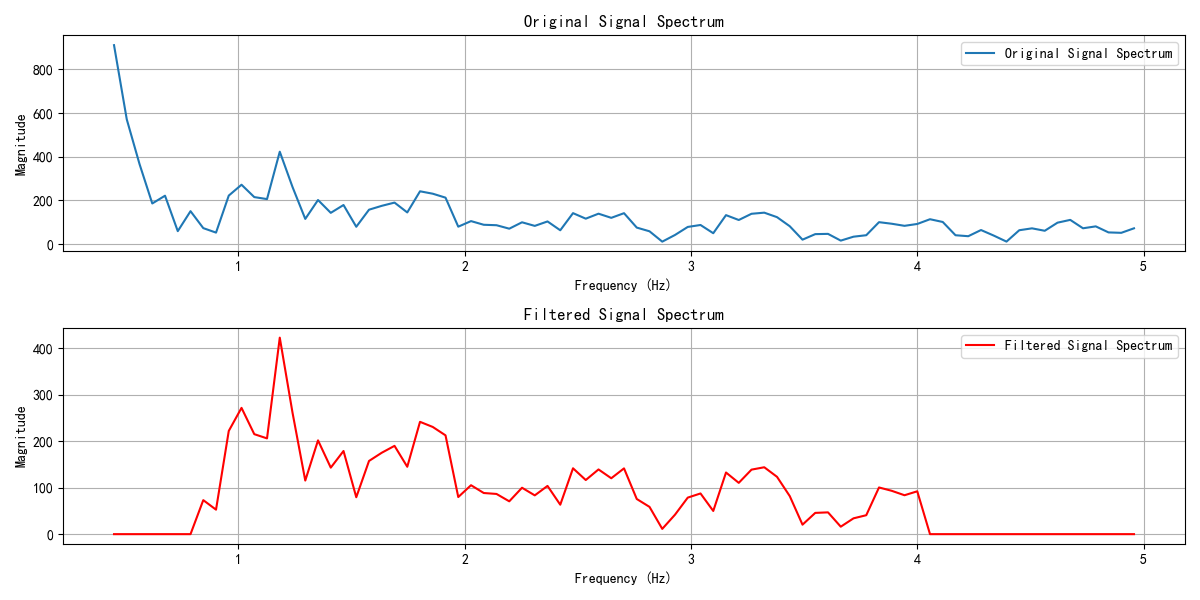 Original Signal Spectrum
Original Signal Spectrum
Magnitude
800
600
400
200
0
1 2 3 4 5
Frequency (Hz)
Filtered Signal Spectrum
Filtered Signal Spectrum
Magnitude
400
300
200
100
0
1 2 3 4 5
Frequency (Hz)